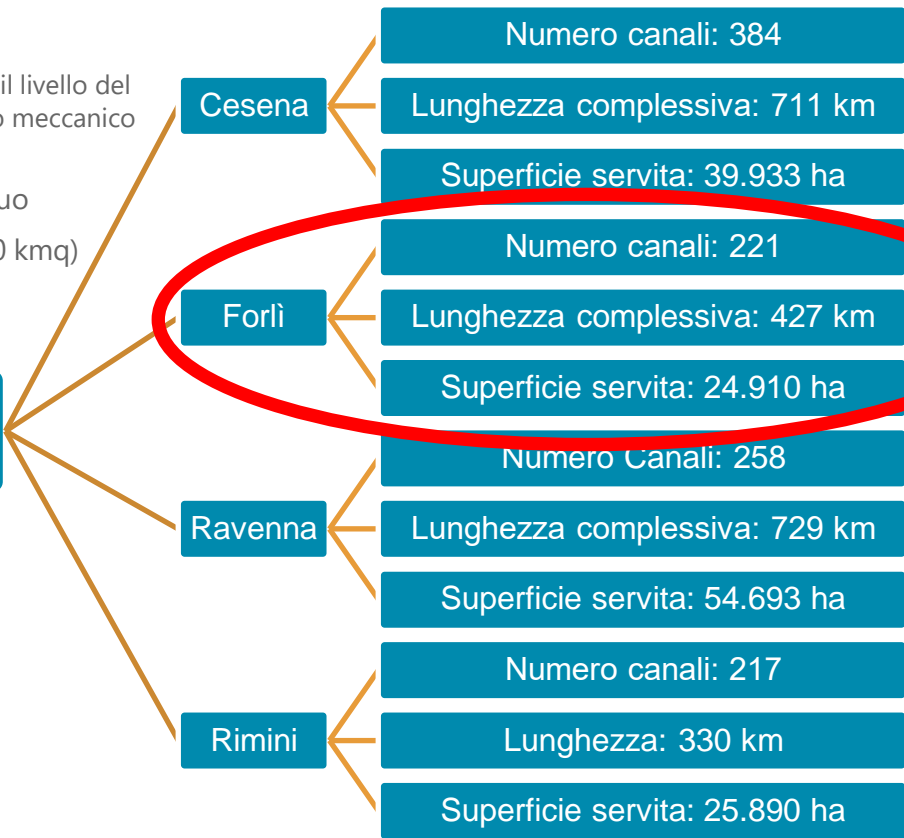 il livello del
meccanico
kmq)
Cesena
Numero canali: 384
Lunghezza complessiva: 711 km
Superficie servita: 39.933 ha
Forlì
Numero canali: 221
Lunghezza complessiva: 427 km
Superficie servita: 24.910 ha
Ravenna
Numero Canali: 258
Lunghezza complessiva: 729 km
Superficie servita: 54.693 ha
Rimini
Numero canali: 217
Lunghezza: 330 km
Superficie servita: 25.890 ha